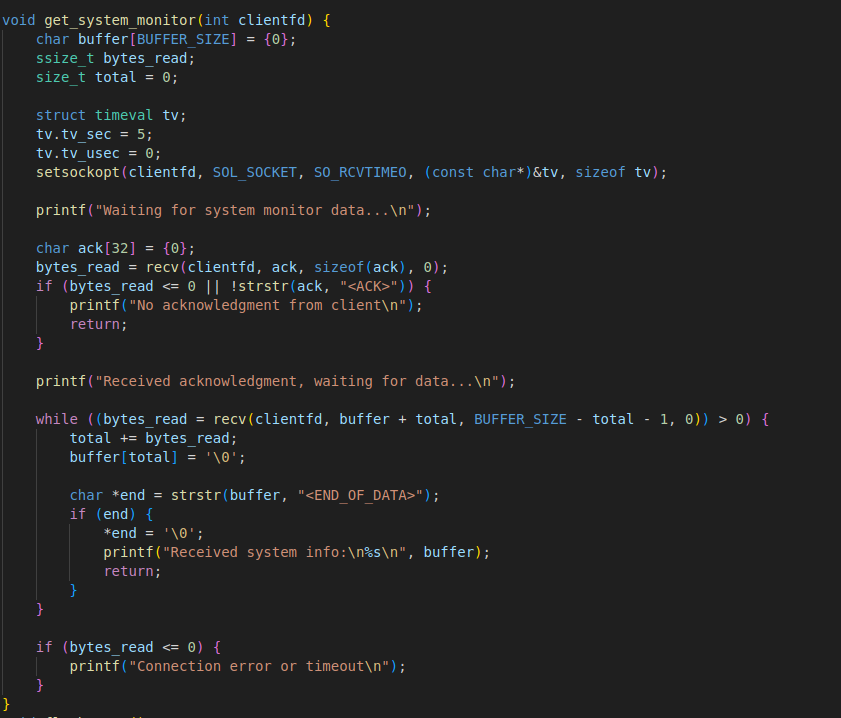 void get_system_monitor(int clientfd) {
    char buffer[BUFFER_SIZE] = {0};
    ssize_t bytes_read;
    size_t total = 0;

    struct timeval tv;
    tv.tv_sec = 5;
    tv.tv_usec = 0;
    setsockopt(clientfd, SOL_SOCKET, SO_RCVTIMEO, (const char*)&tv, sizeof tv);

    printf("Waiting for system monitor data...\n");

    char ack[32] = {0};
    bytes_read = recv(clientfd, ack, sizeof(ack), 0);
    if (bytes_read <= 0 || !strstr(ack, "<ACK>")) {
        printf("No acknowledgment from client\n");
        return;
    }

    printf("Received acknowledgment, waiting for data...\n");

    while ((bytes_read = recv(clientfd, buffer + total, BUFFER_SIZE - total - 1, 0)) > 0) {
        total += bytes_read;
        buffer[total] = '\0';

        char *end = strstr(buffer, "<END_OF_DATA>");
        if (end) {
            *end = '\0';
            printf("Received system info:\n%s\n", buffer);
            return;
        }
    }

    if (bytes_read <= 0) {
        printf("Connection error or timeout\n");
    }
}